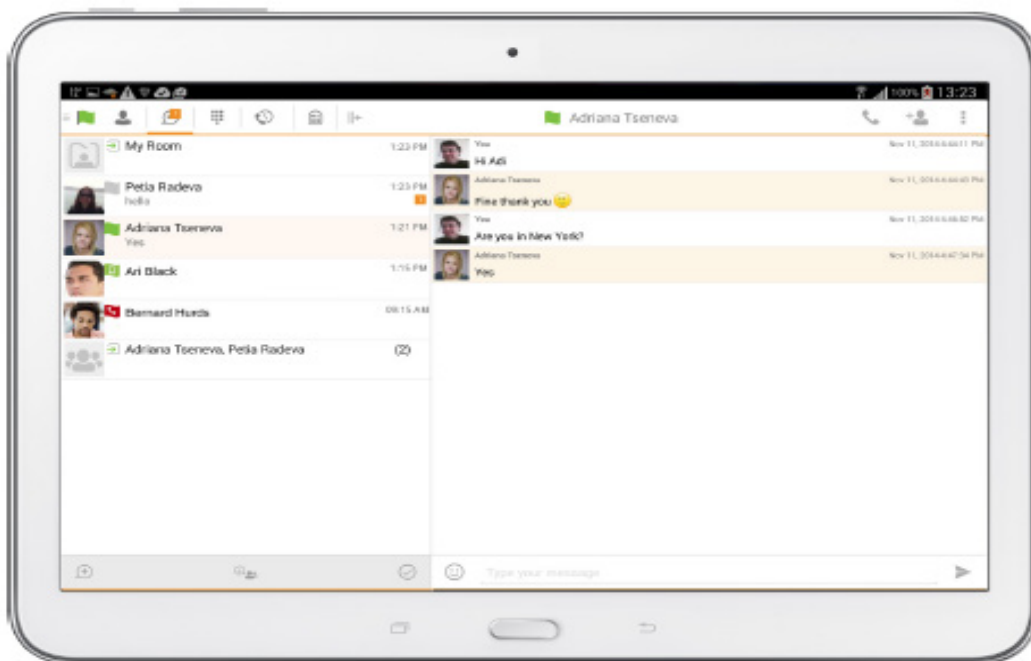 100% 13:23
Adriana Tseneva
My Room 1:23 PM
Petia Radeva 1:23 PM
hello
Adriana Tseneva 1:21 PM
Yes
Ari Black 1:15 PM
Bernard Hurds 09:15 AM
Adriana Tseneva, Petia Radeva (2)
You
Hi Adi
Adriana Tseneva
Fine thank you
You
Are you in New York?
Adriana Tseneva
Yes
Type your message